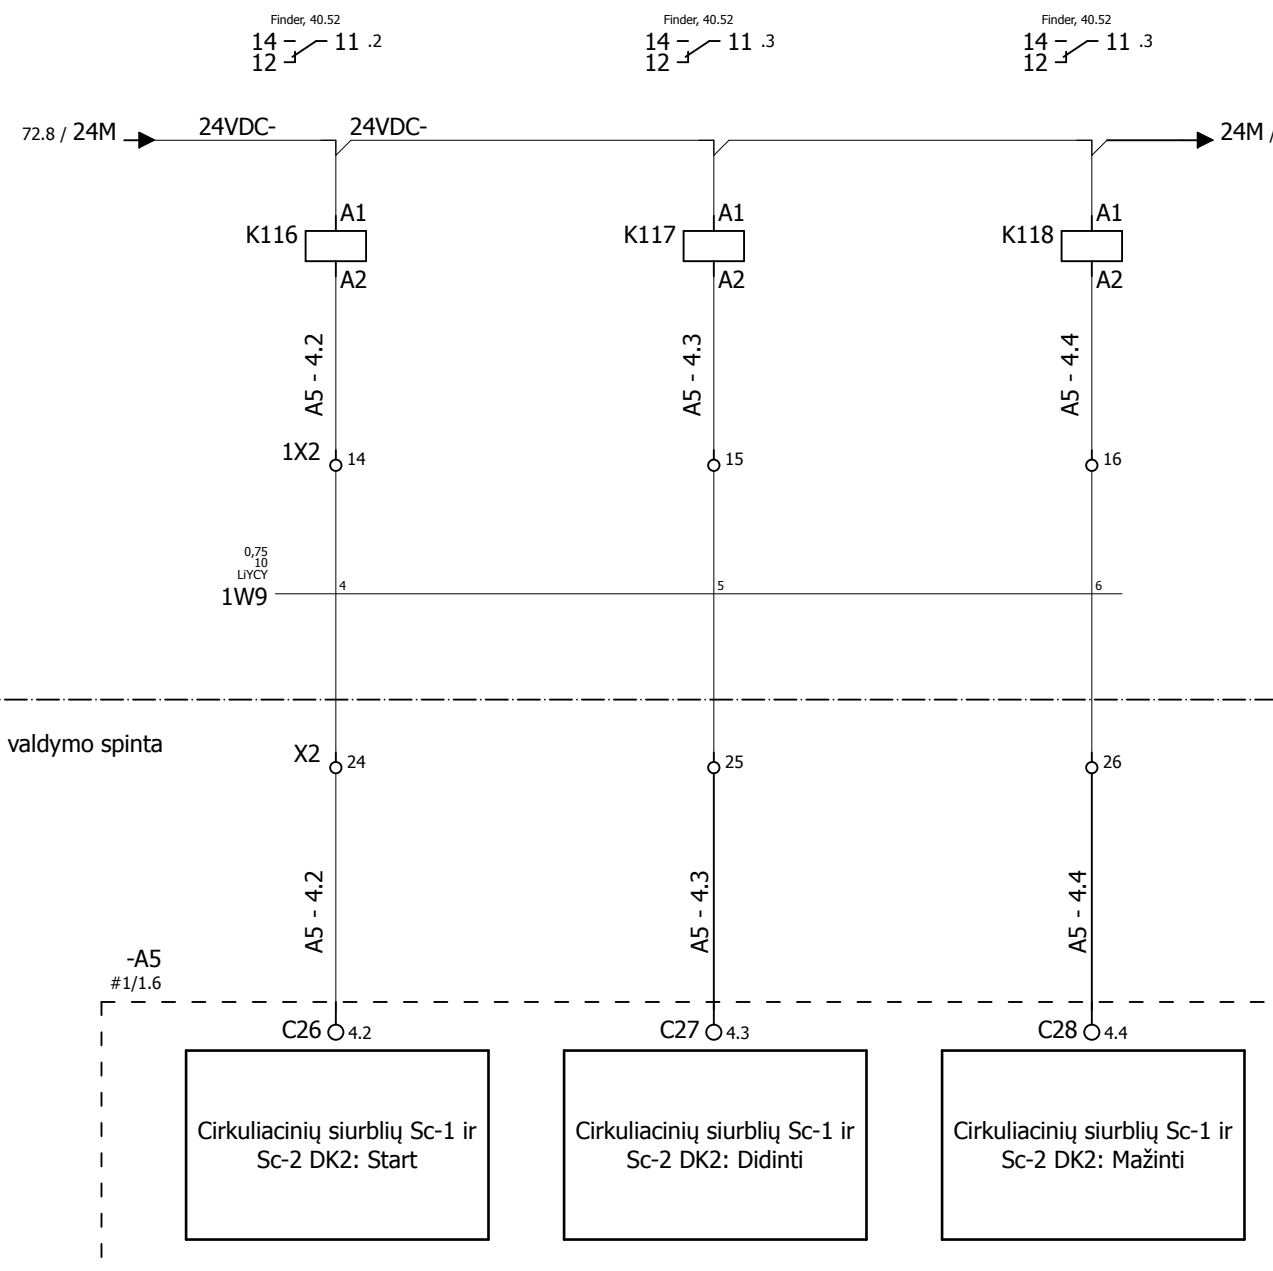 Finder, 40.52
14 11 .2
12
Finder, 40.52
14 11 .3
12
Finder, 40.52
14 11 .3
12
72.8 / 24M 24VDC- 24VDC- 24M /
K116 A1
A2
K117 A1
A2
K118 A1
A2
A5 - 4.2
A5 - 4.3
A5 - 4.4
1X2 14
15
16
0,75
10
LiYCY
1W9
4
5
6
valdymo spinta
X2 24
25
26
A5 - 4.2
A5 - 4.3
A5 - 4.4
-A5
#1/1.6
C26 4.2
C27 4.3
C28 4.4
Cirkuliacinių siurblių Sc-1 ir
Sc-2 DK2: Start
Cirkuliacinių siurblių Sc-1 ir
Sc-2 DK2: Didinti
Cirkuliacinių siurblių Sc-1 ir
Sc-2 DK2: Mažinti